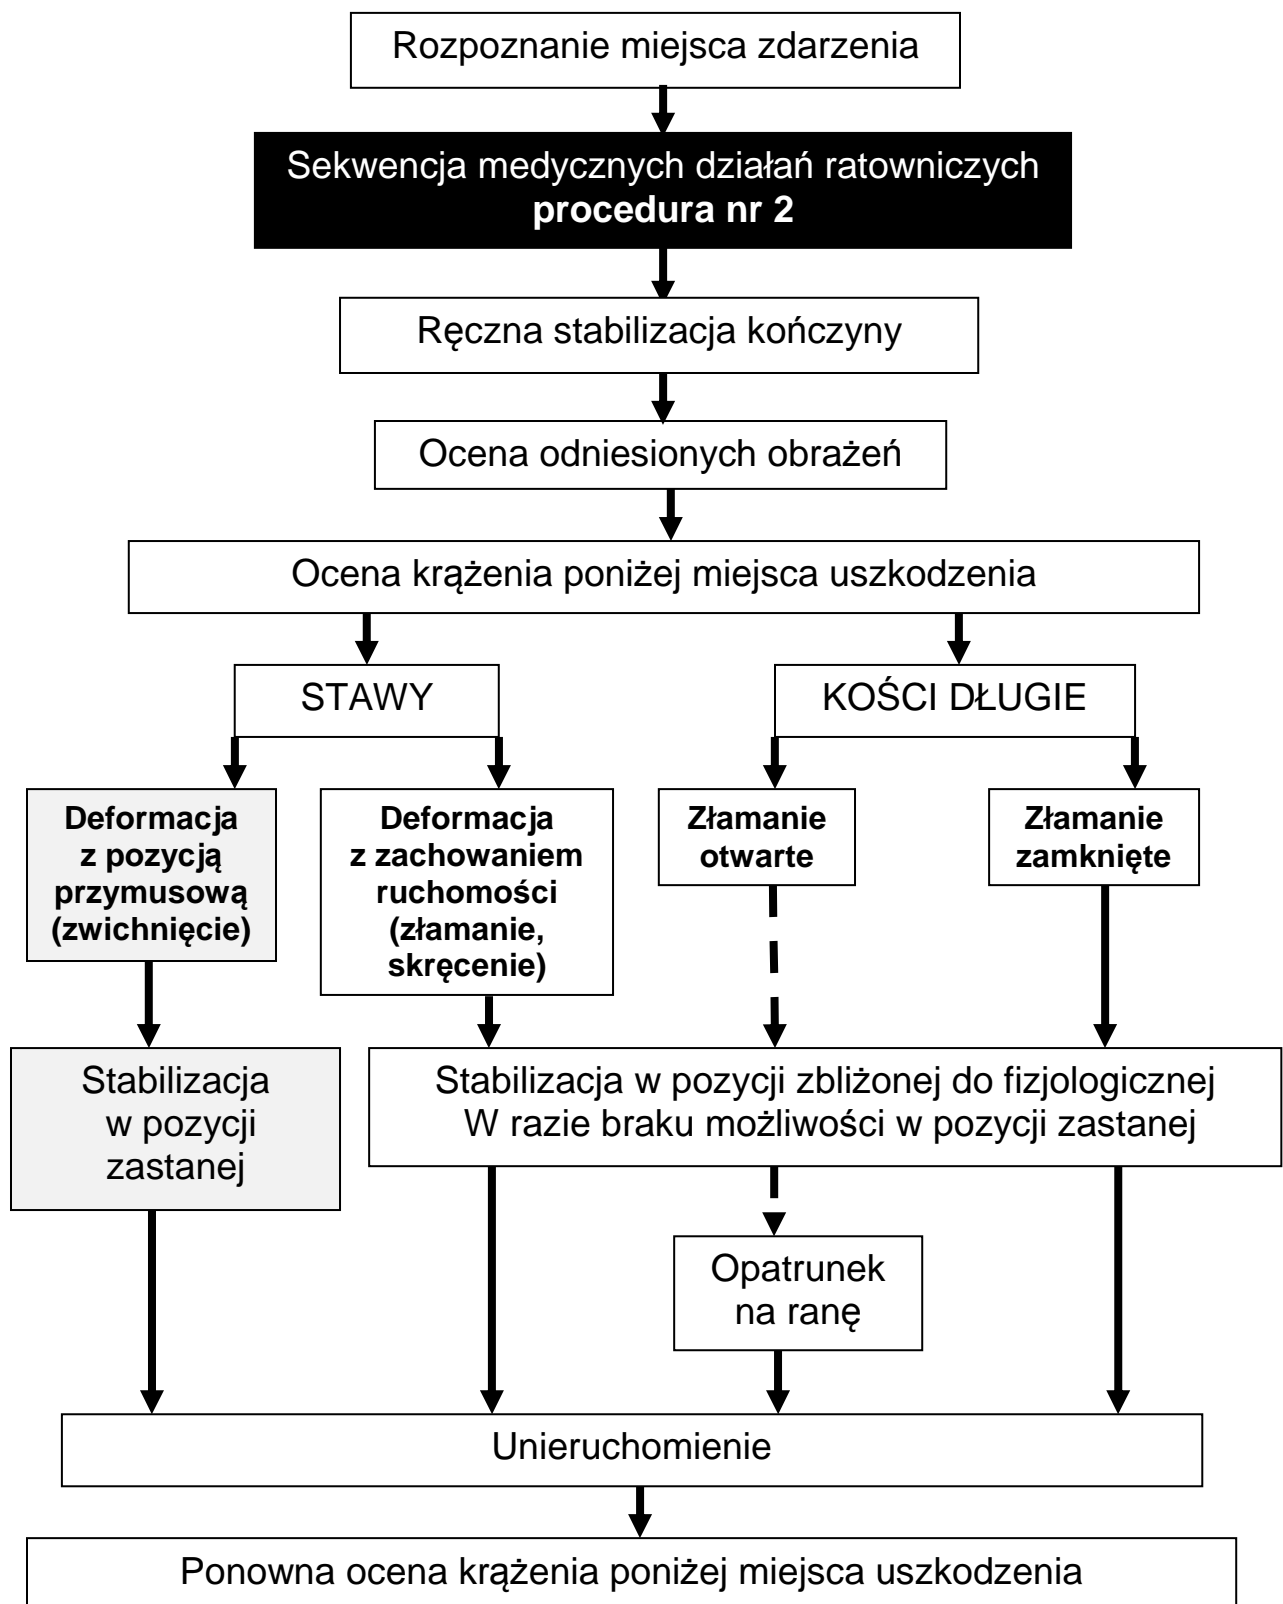 Rozpoznanie miejsca zdarzenia
Sekwencja medycznych działań ratowniczych
procedura nr 2
Ręczna stabilizacja kończyny
Ocena odniesionych obrażeń
Ocena krążenia poniżej miejsca uszkodzenia
STAWY
KOŚCI DŁUGIE
Deformacja
z pozycją
przymusową
(zwichnięcie)
Deformacja
z zachowaniem
ruchomości
(złamanie,
skręcenie)
Złamanie
otwarte
Złamanie
zamknięte
Stabilizacja
w pozycji
zastanej
Stabilizacja w pozycji zbliżonej do fizjologicznej
W razie braku możliwości w pozycji zastanej
Opatrunek
na ranę
Unieruchomienie
Ponowna ocena krążenia poniżej miejsca uszkodzenia